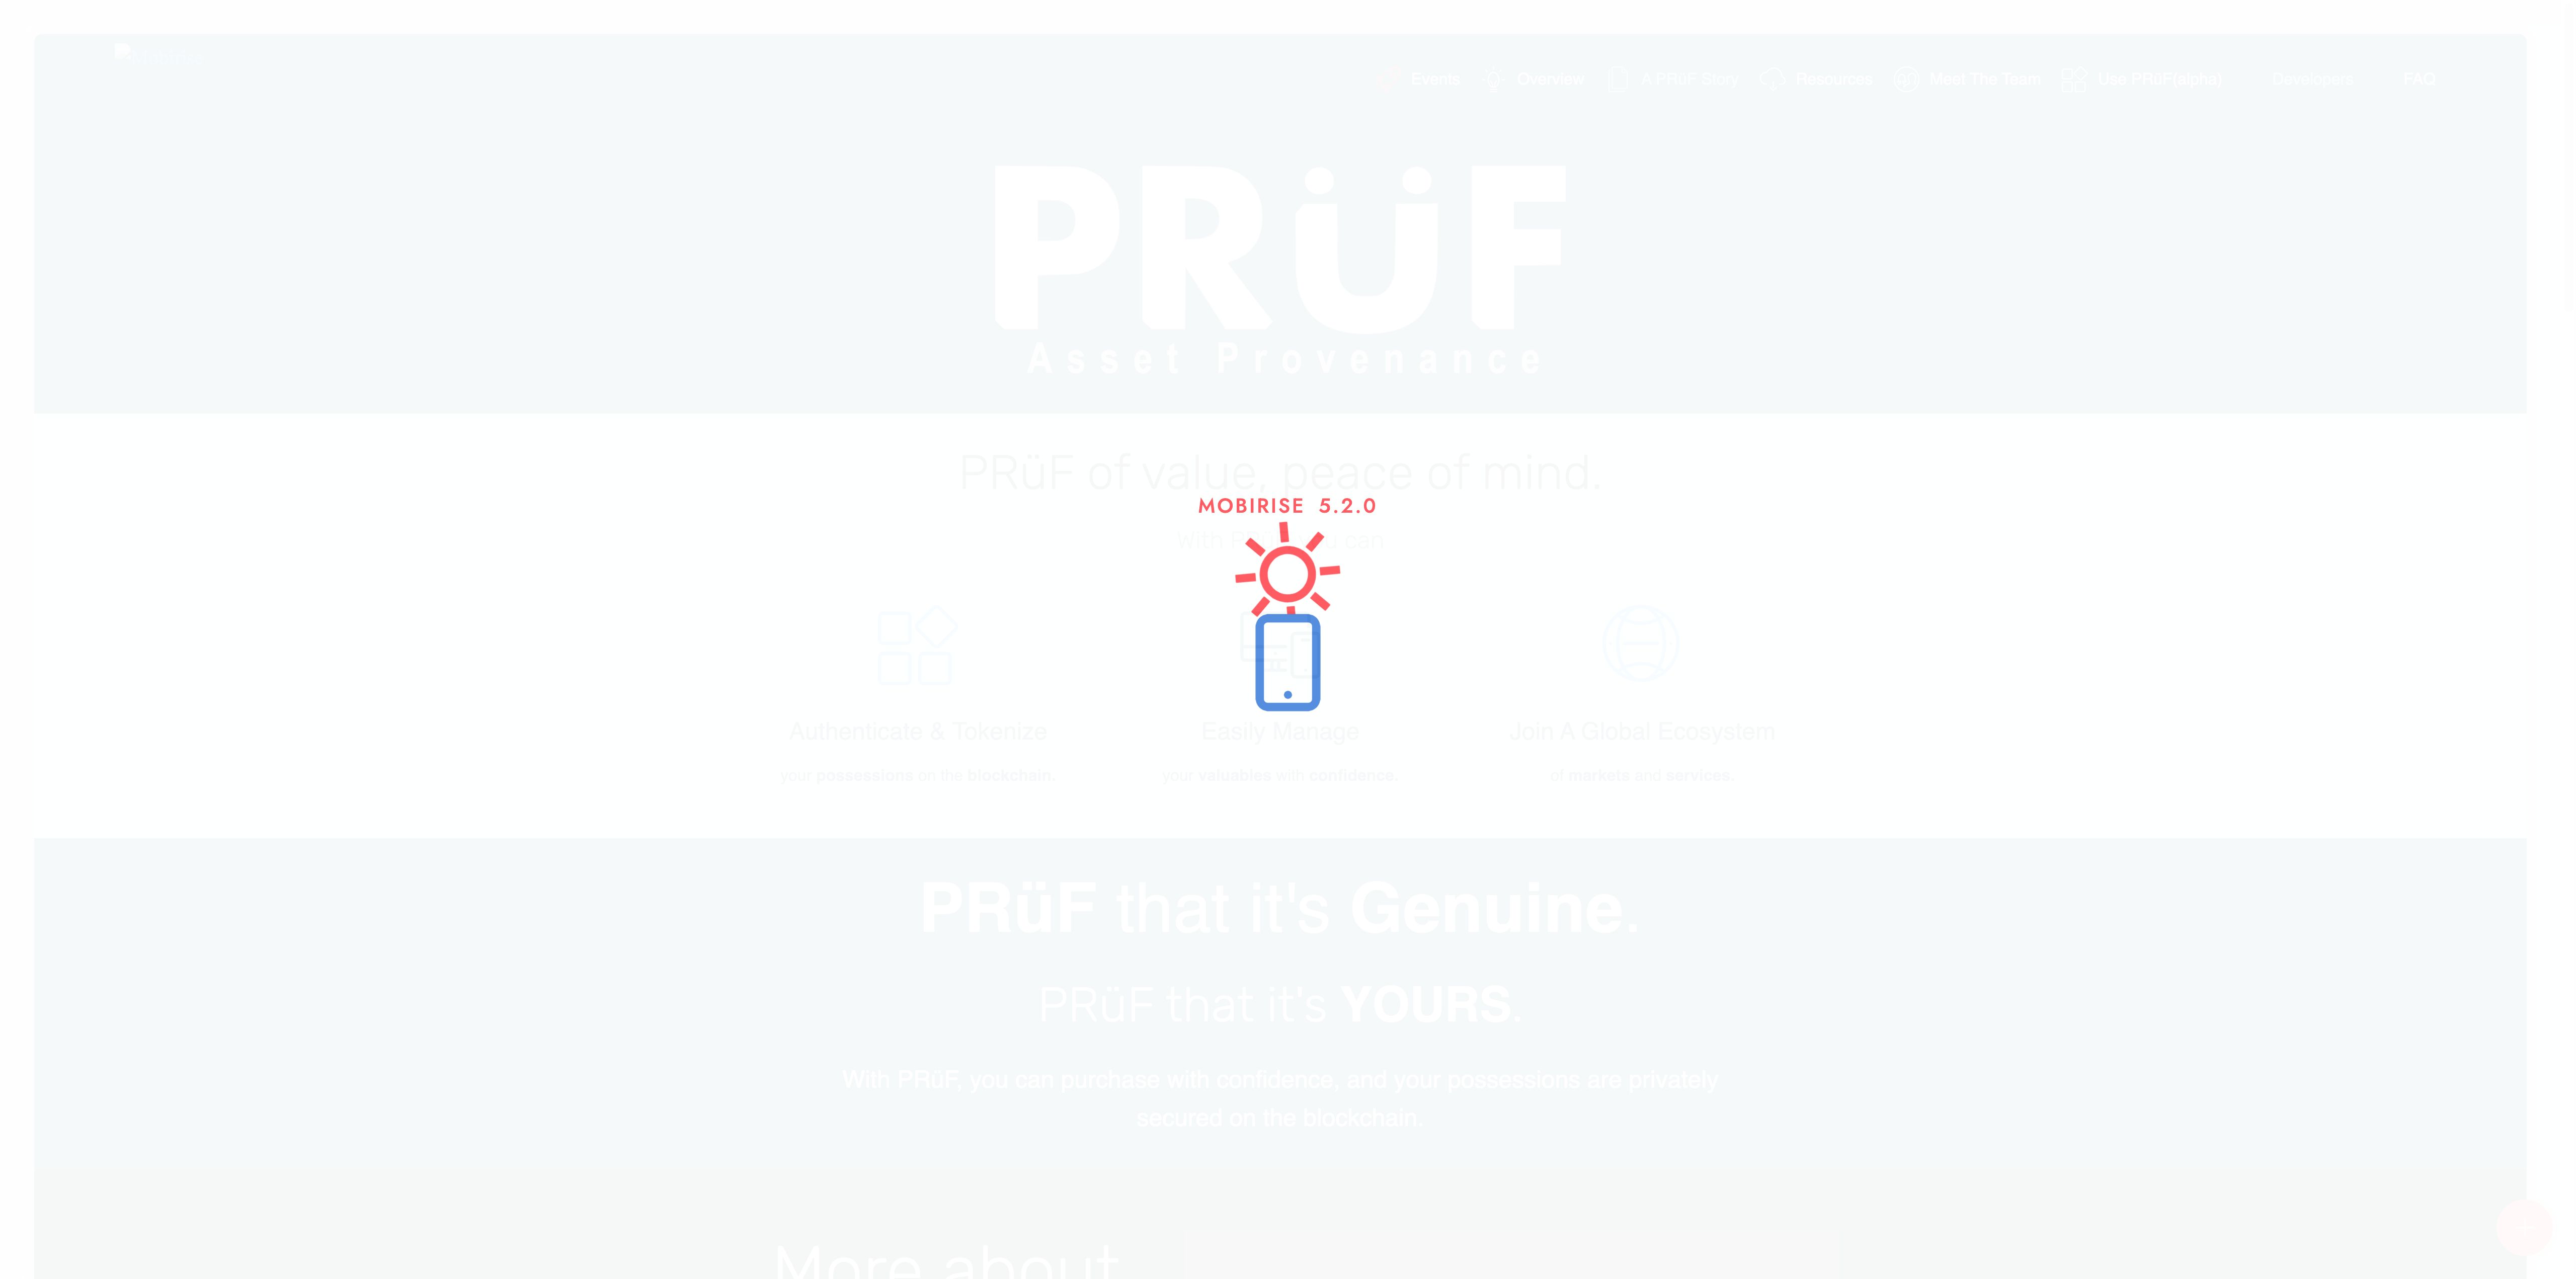 Events Overview A PRüF Story Resources Meet The Team Use PRüF(alpha) Developers FAQ
PRüF
Asset Provenance
PRüF of value, peace of mind.
MOBIRISE 5.2.0
With you can
Authenticate & Tokenize
your possessions on the blockchain.
Easily Manage
your valuables with confidence.
Join A Global Ecosystem
of markets and services.
PRüF that it's Genuine.
PRüF that it's YOURS.
With PRüF, you can purchase with confidence, and your possessions are privately
secured on the blockchain.
More about